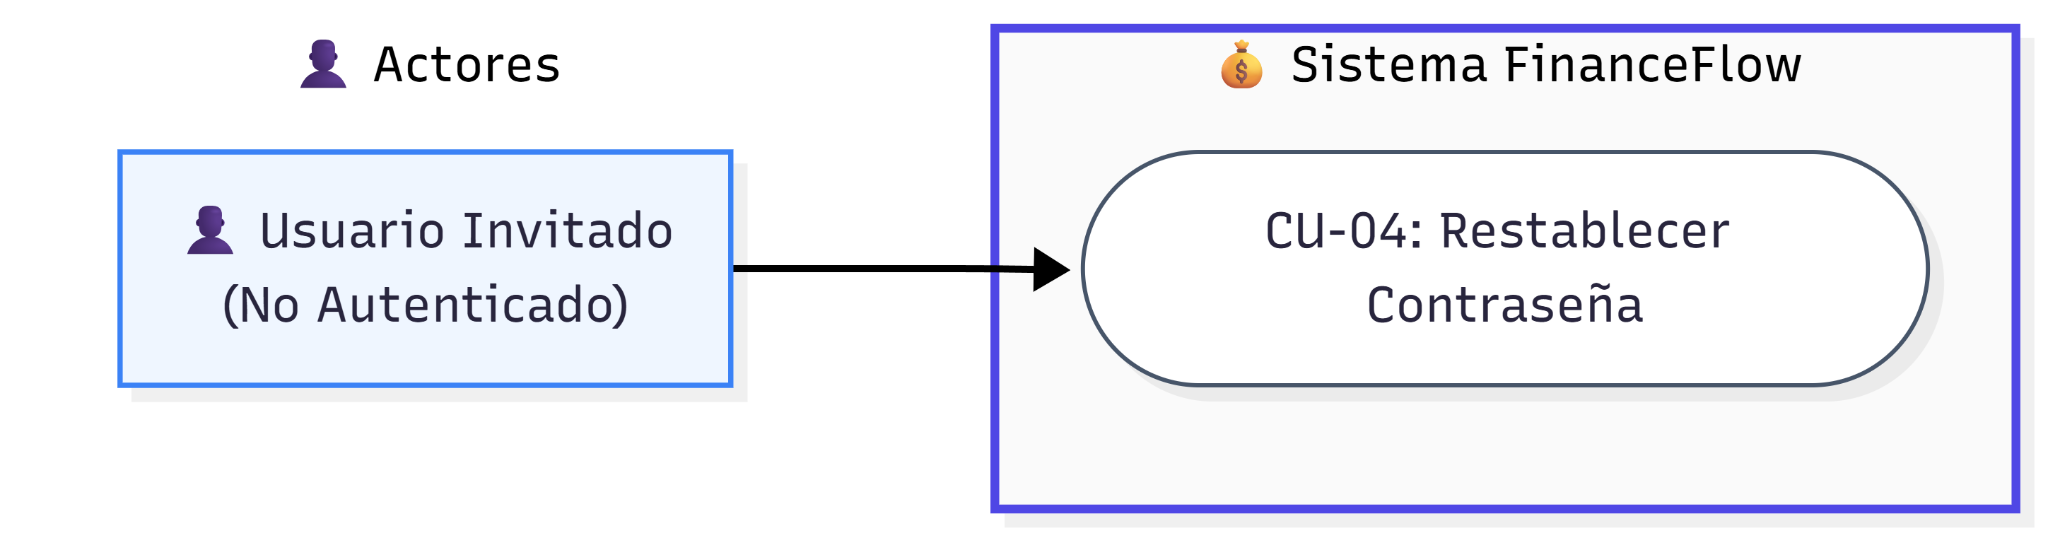 Actores
Sistema FinanceFlow
Usuario Invitado
(No Autenticado)
CU-04: Restablecer
Contraseña